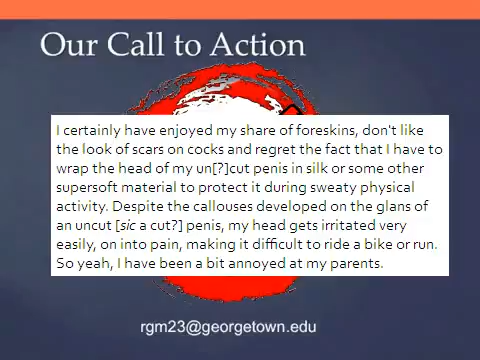 Our Call to Action
I certainly have enjoyed my share of foreskins, don't like
the look of scars on cocks and regret the fact that I have to
wrap the head of my un[?]cut penis in silk or some other
supersoft material to protect it during sweaty physical
activity. Despite the callouses developed on the glans of
an uncut [sic a cut?] penis, my head gets irritated very
easily, on into pain, making it difficult to ride a bike or run.
So yeah, I have been a bit annoyed at my parents.
rgm23@georgetown.edu